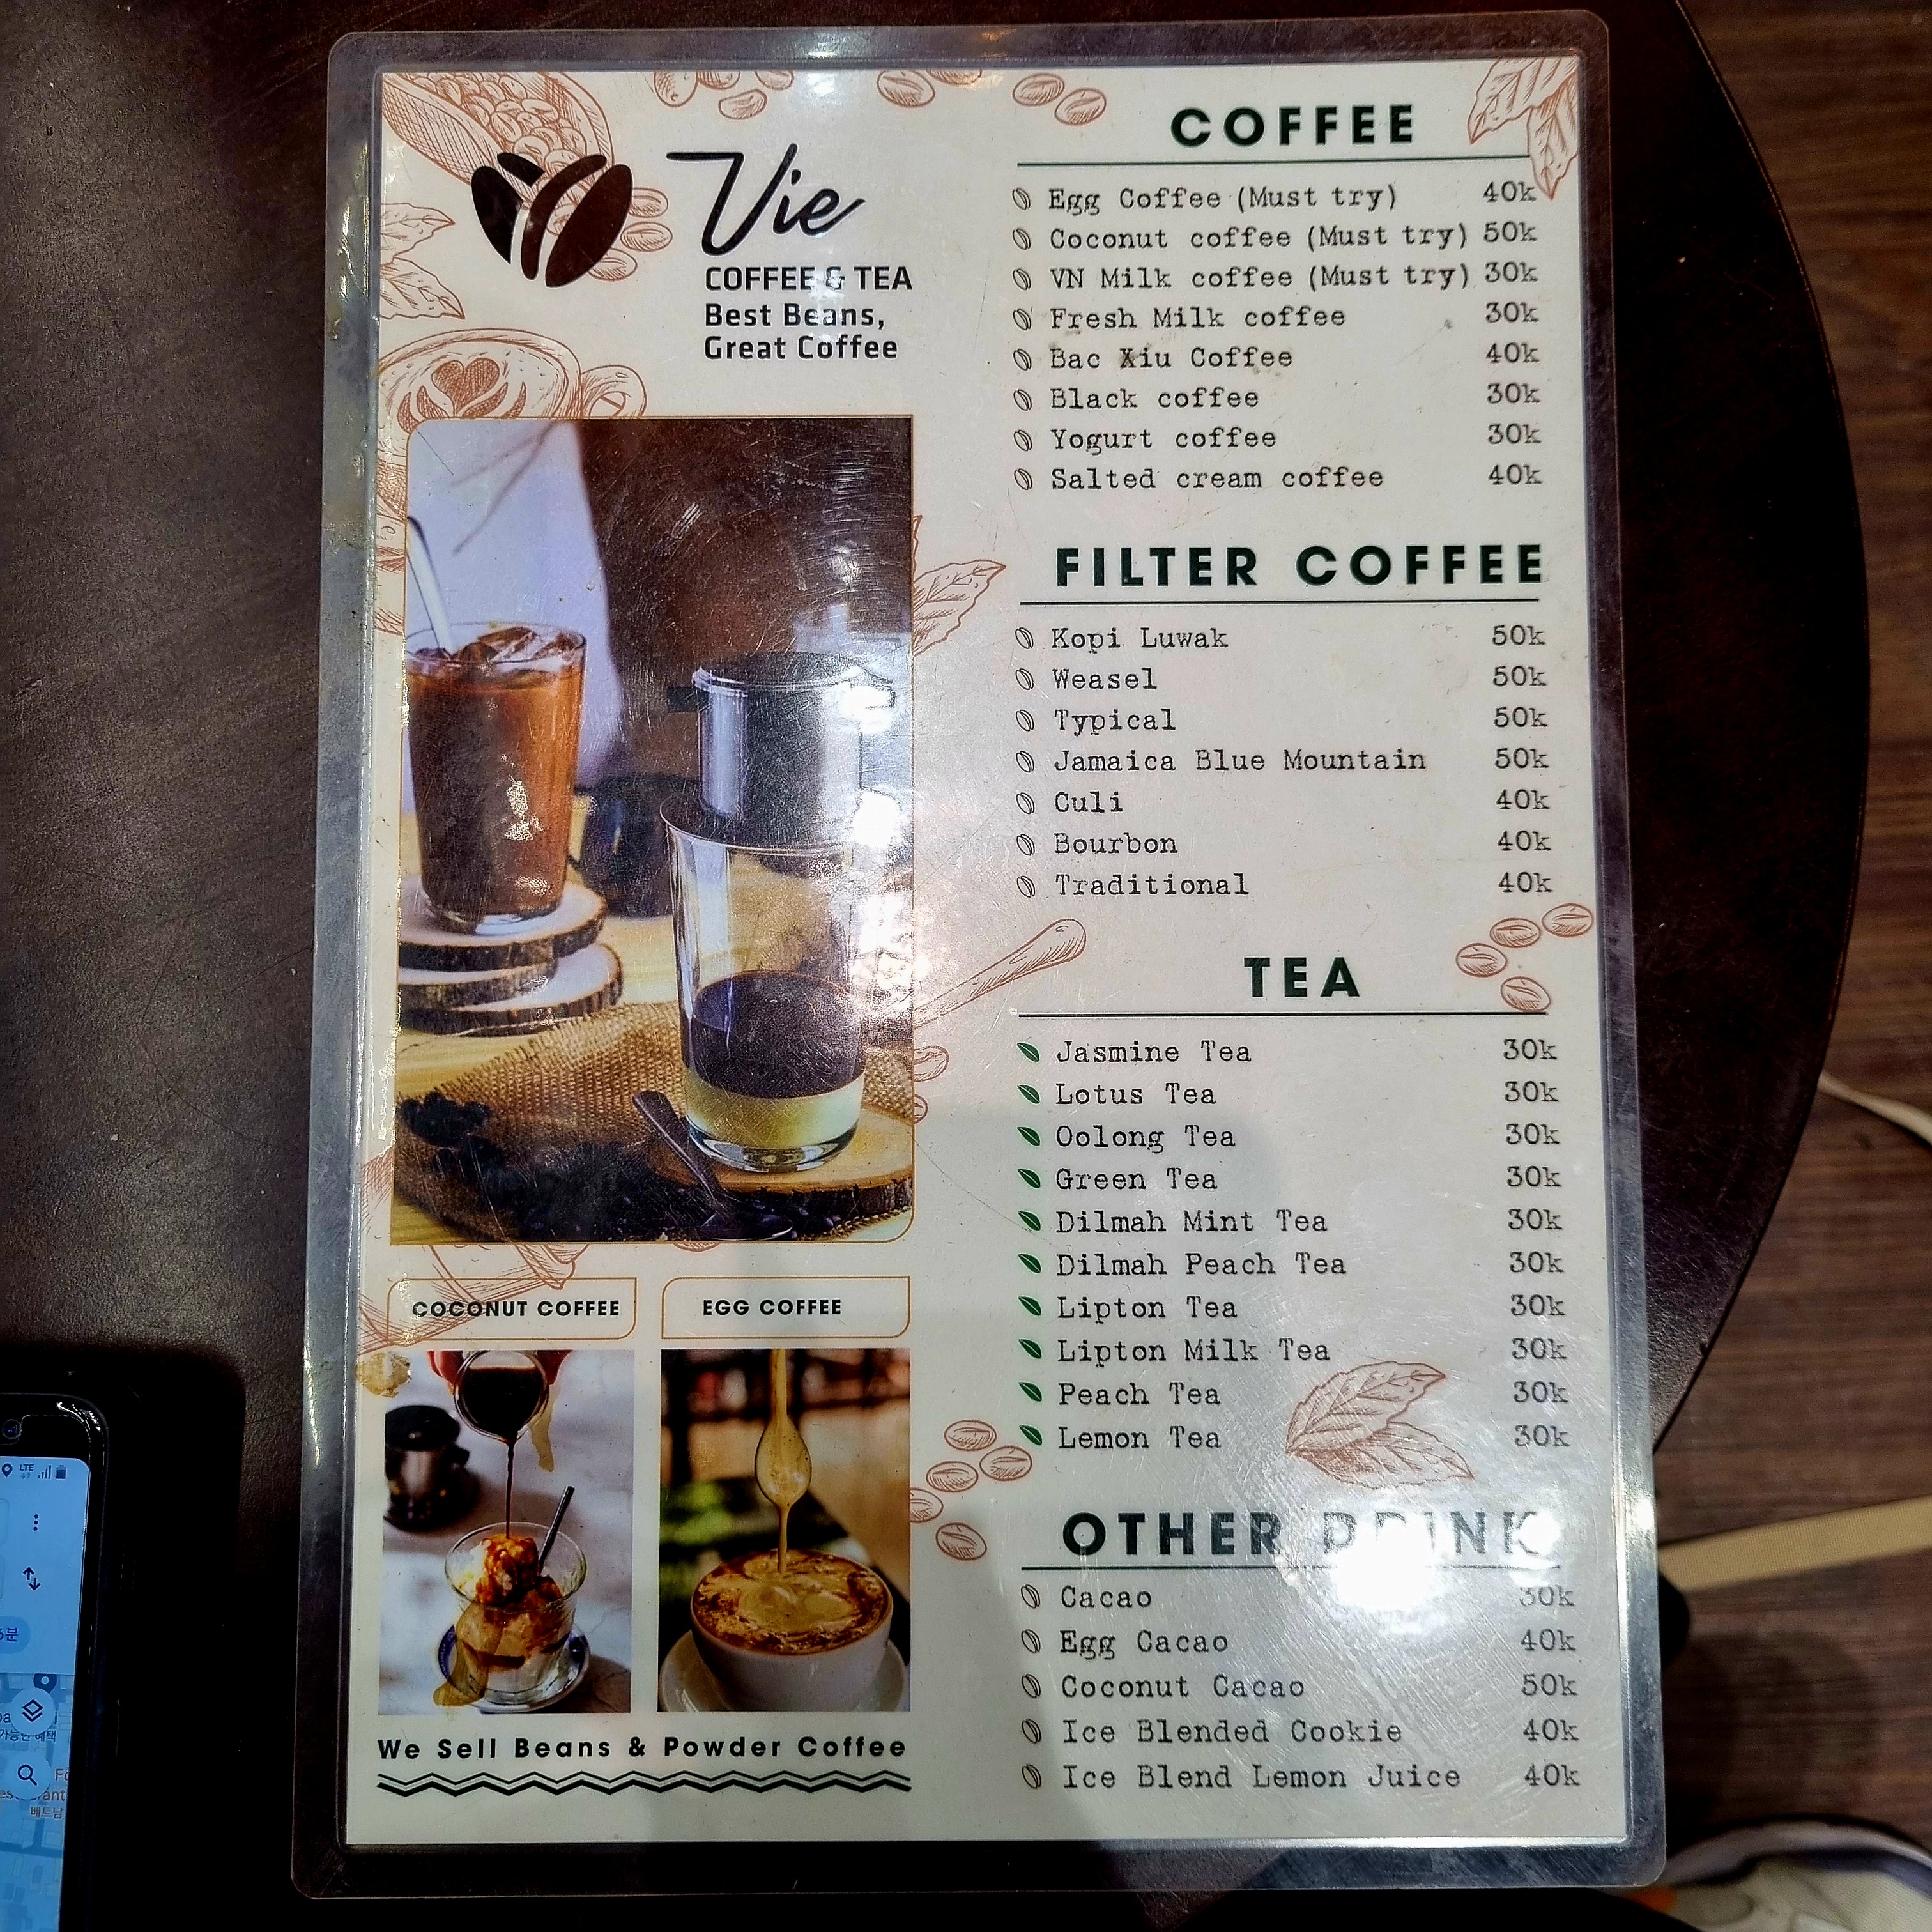 Vie
COFFEE & TEA
Best Beans,
Great Coffee
COFFEE
Egg Coffee (Must try) 40k
Coconut coffee (Must try) 50k
VN Milk coffee (Must try) 30k
Fresh Milk coffee 30k
Bac Xiu Coffee 40k
Black coffee 30k
Yogurt coffee 30k
Salted cream coffee 40k
FILTER COFFEE
Kopi Luwak 50k
Weasel 50k
Typical 50k
Jamaica Blue Mountain 50k
Culi 40k
Bourbon 40k
Traditional 40k
TEA
Jasmine Tea 30k
Lotus Tea 30k
Oolong Tea 30k
Green Tea 30k
Dilmah Mint Tea 30k
Dilmah Peach Tea 30k
Lipton Tea 30k
Lipton Milk Tea 30k
Peach Tea 30k
Lemon Tea 30k
OTHER DRINK
Cacao 30k
Egg Cacao 40k
Coconut Cacao 50k
Ice Blended Cookie 40k
Ice Blend Lemon Juice 40k
COCONUT COFFEE
EGG COFFEE
We Sell Beans & Powder Coffee
LTE
베트남